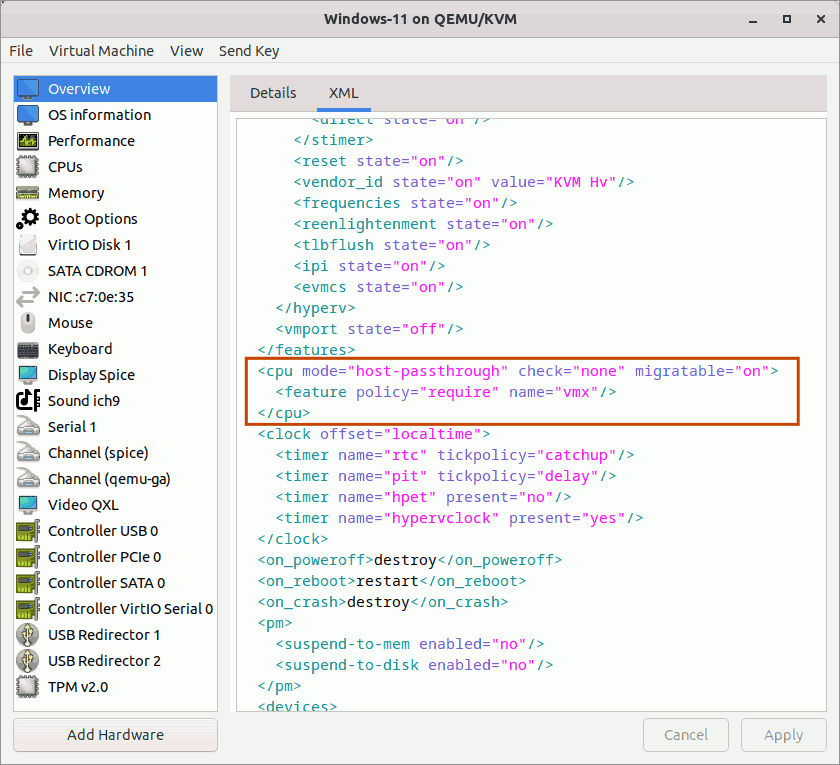 Windows-11 on QEMU/KVM
File Virtual Machine View Send Key
Overview
OS information
Performance
CPUs
Memory
Boot Options
VirtIO Disk 1
SATA CDROM 1
NIC :c7:0e:35
Mouse
Keyboard
Display Spice
Sound ich9
Serial 1
Channel (spice)
Channel (qemu-ga)
Video QXL
Controller USB 0
Controller PCIe 0
Controller SATA 0
Controller VirtIO Serial 0
USB Redirector 1
USB Redirector 2
TPM v2.0
Add Hardware
Details XML
<direct state="on"/>
</stimer>
<reset state="on"/>
<vendor_id state="on" value="KVM Hv"/>
<frequencies state="on"/>
<reenlightenment state="on"/>
<tlbflush state="on"/>
<ipi state="on"/>
<evmcs state="on"/>
</hyperv>
<vmport state="off"/>
</features>
<cpu mode="host-passthrough" check="none" migratable="on">
<feature policy="require" name="vmx"/>
</cpu>
<clock offset="localtime">
<timer name="rtc" tickpolicy="catchup"/>
<timer name="pit" tickpolicy="delay"/>
<timer name="hpet" present="no"/>
<timer name="hypervclock" present="yes"/>
</clock>
<on_poweroff>destroy</on_poweroff>
<on_reboot>restart</on_reboot>
<on_crash>destroy</on_crash>
<pm>
<suspend-to-mem enabled="no"/>
<suspend-to-disk enabled="no"/>
</pm>
<devices>
Cancel Apply